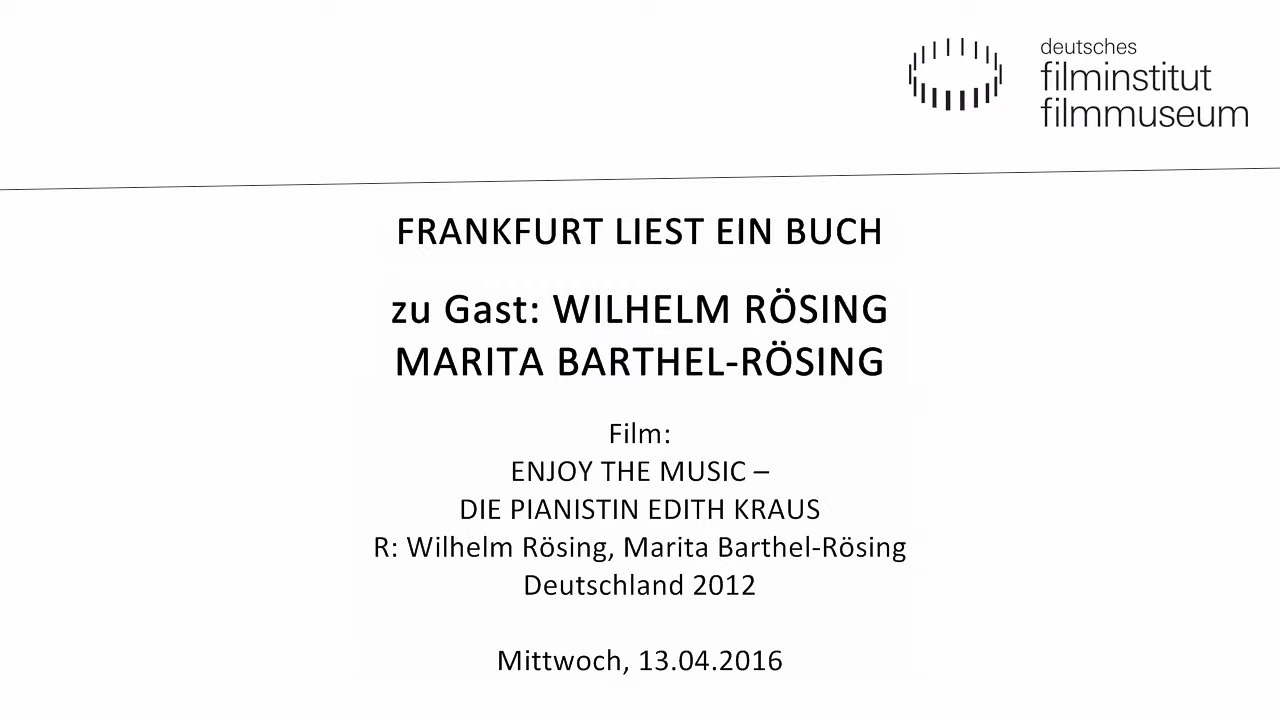 deutsches
filminstitut
filmmuseum
FRANKFURT LIEST EIN BUCH
zu Gast: WILHELM RÖSING
MARITA BARTHEL-RÖSING
Film:
ENJOY THE MUSIC –
DIE PIANISTIN EDITH KRAUS
R: Wilhelm Rösing, Marita Barthel-Rösing
Deutschland 2012
Mittwoch, 13.04.2016